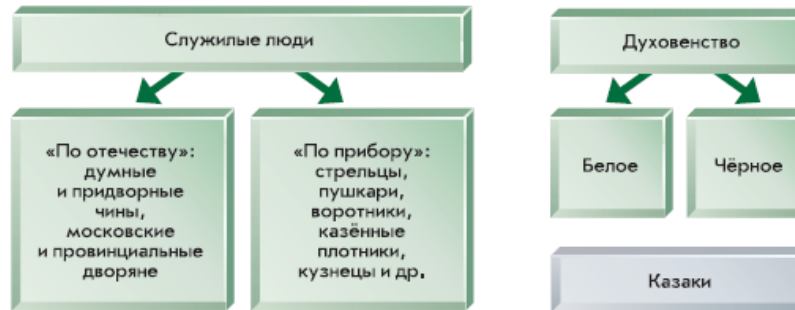 Служилые люди
«По отечеству»:
думные
и придворные
чины,
московские
и провинциальные
дворяне
«По прибору»:
стрельцы,
пушкари,
воротники,
казённые
плотники,
кузнецы и др.
Духовенство
Белое
Чёрное
Казаки